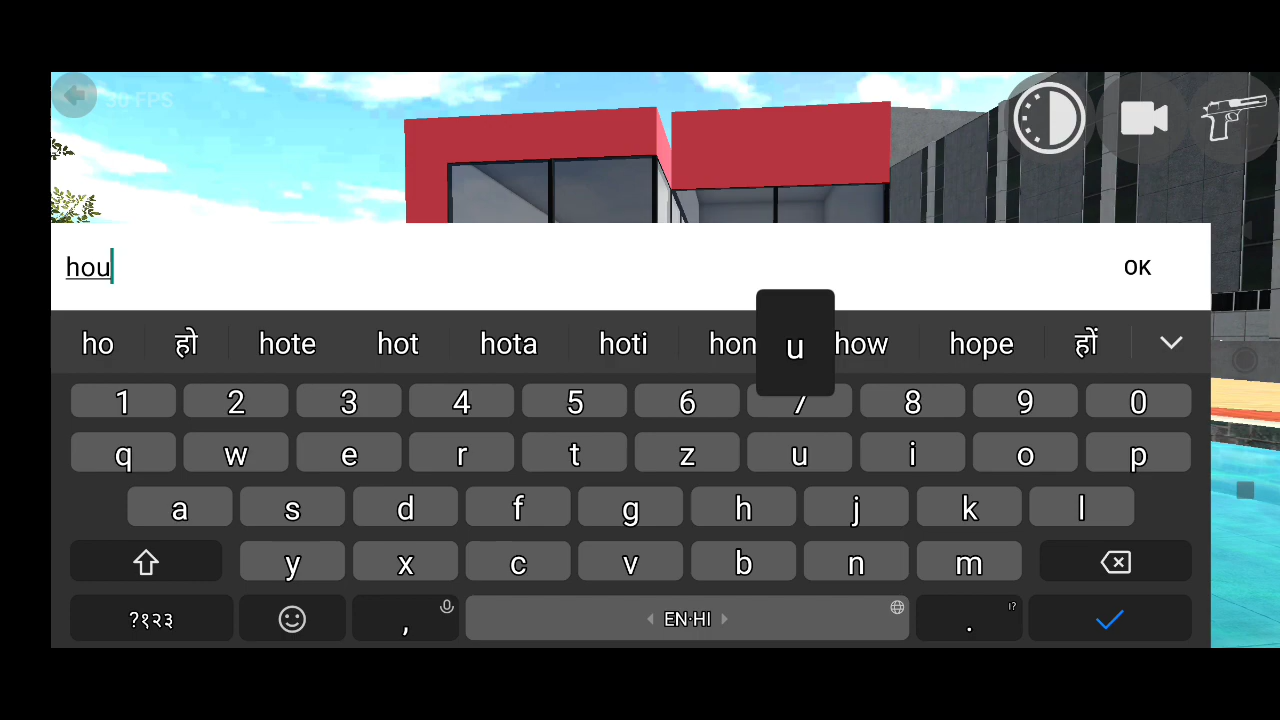 30 FPS
hou
OK
ho हो hote hot hota hoti hon how hope हों
u
1 2 3 4 5 6 7 8 9 0
q w e r t z u i o p
a s d f g h j k l
y x c v b n m
?१२३ , EN·HI !? .